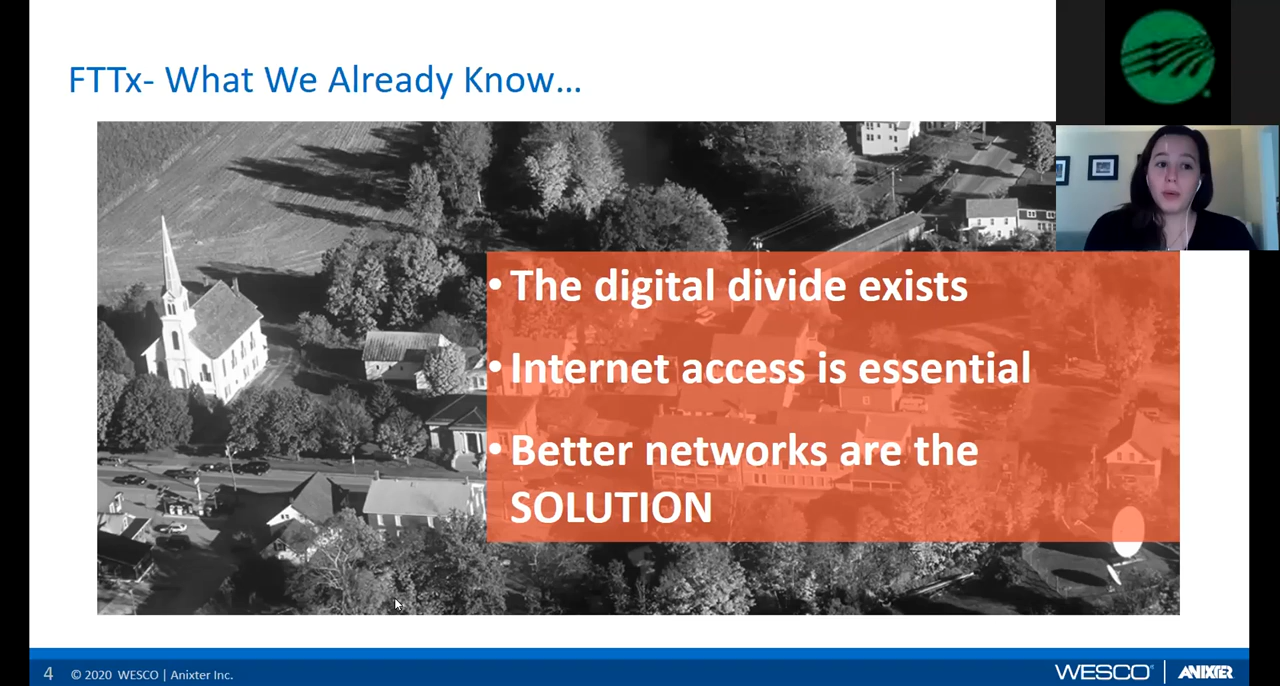 FTTx- What We Already Know...
• The digital divide exists
• Internet access is essential
• Better networks are the
SOLUTION
4 © 2020 WESCO | Anixter Inc.
WESCO | ANIXTER